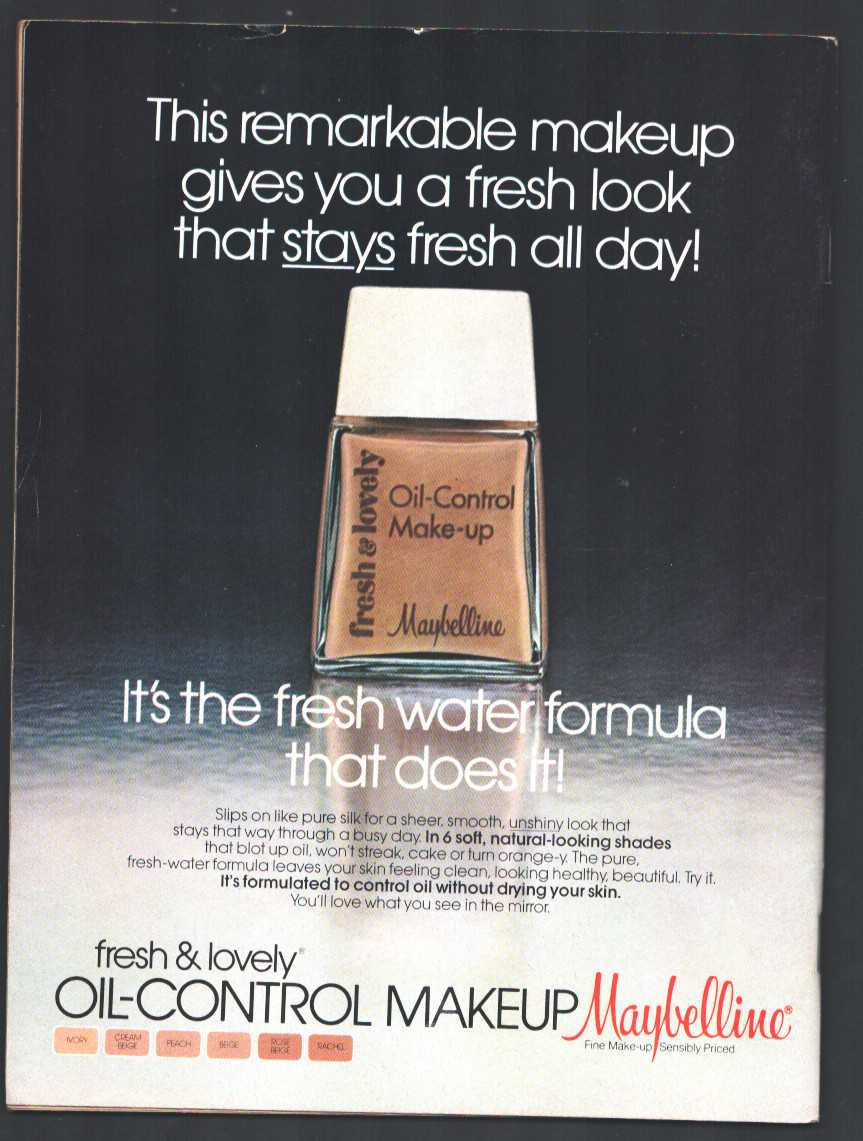 This remarkable makeup
gives you a fresh look
that stays fresh all day!
fresh & lovely
Oil-Control
Make-up
Maybelline
It's the fresh water formula
that does it!
Slips on like pure silk for a sheer, smooth, unshiny look that
stays that way through a busy day. In 6 soft, natural-looking shades
that blot up oil, won't streak, cake or turn orange-y. The pure,
fresh-water formula leaves your skin feeling clean, looking healthy, beautiful. Try it.
It's formulated to control oil without drying your skin.
You'll love what you see in the mirror.
fresh & lovely®
OIL-CONTROL MAKEUP Maybelline®
Fine Make-up Sensibly Priced
IVORY
CREAM
BEIGE
PEACH
BEIGE
ROSE
BEIGE
RACHEL